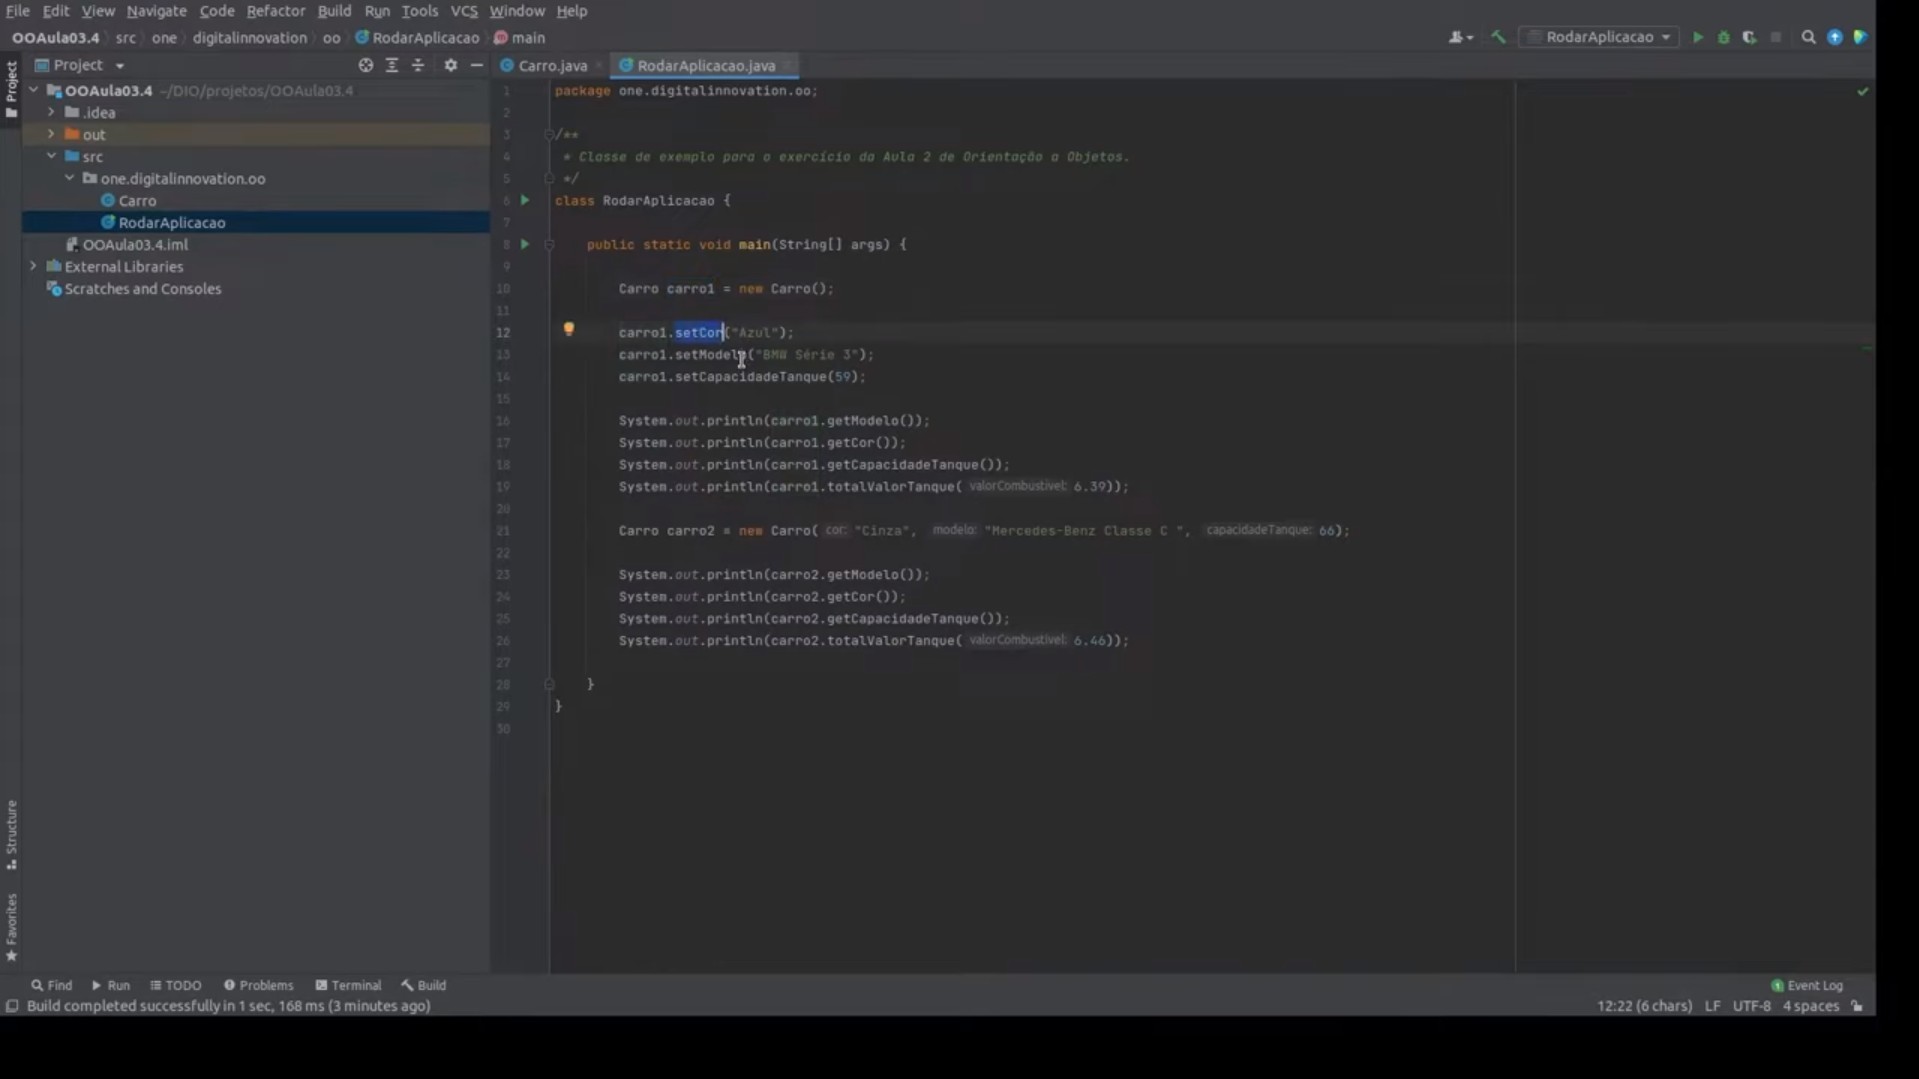 File Edit View Navigate Code Refactor Build Run Tools VCS Window Help
OOAula03.4 src one digitalinnovation oo RodarAplicacao main
RodarAplicacao
Project
Project
Carro.java
RodarAplicacao.java
OOAula03.4 ~/DIO/projetos/OOAula03.4
.idea
out
src
one.digitalinnovation.oo
Carro
RodarAplicacao
OOAula03.4.iml
External Libraries
Scratches and Consoles
1 package one.digitalinnovation.oo;
2
3 /**
4 * Classe de exemplo para o exercício da Aula 2 de Orientação a Objetos.
5 */
6 class RodarAplicacao {
7
8 public static void main(String[] args) {
9
10 Carro carro1 = new Carro();
11
12 carro1.setCor("Azul");
13 carro1.setModelo("BMW Série 3");
14 carro1.setCapacidadeTanque(59);
15
16 System.out.println(carro1.getModelo());
17 System.out.println(carro1.getCor());
18 System.out.println(carro1.getCapacidadeTanque());
19 System.out.println(carro1.totalValorTanque( valorCombustivel: 6.39));
20
21 Carro carro2 = new Carro( cor: "Cinza", modelo: "Mercedes-Benz Classe C ", capacidadeTanque: 66);
22
23 System.out.println(carro2.getModelo());
24 System.out.println(carro2.getCor());
25 System.out.println(carro2.getCapacidadeTanque());
26 System.out.println(carro2.totalValorTanque( valorCombustivel: 6.46));
27
28 }
29 }
30
Structure
Favorites
Find Run TODO Problems Terminal Build
1 Event Log
Build completed successfully in 1 sec, 168 ms (3 minutes ago)
12:22 (6 chars) LF UTF-8 4 spaces